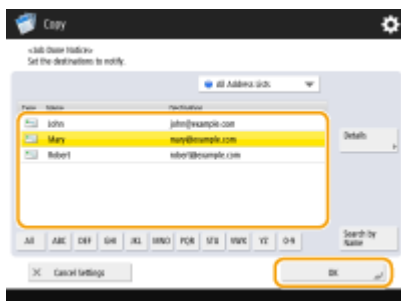 Copy
<Job Done Notice>
Set the destinations to notify.
All Address Lists
Type Name Destination
John john@example.com
Mary mary@example.com
Robert robert@example.com
Details
All ABC DEF GHI JKL MNO PQR STU VWX YZ 0-9
Search by
Name
Cancel Settings
OK